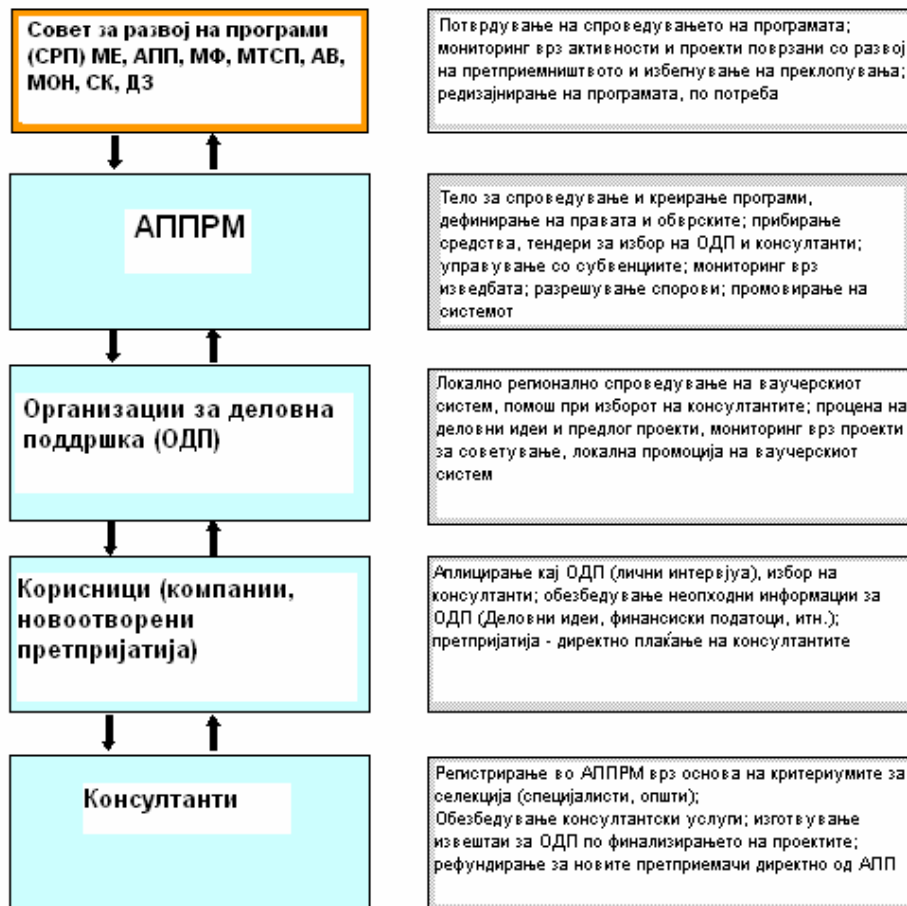 Совет за развој на програми
(СРП) МЕ, АПП, МФ, МТСП, АВ,
МОН, СК, ДЗ
Потврдување на спроведувањето на програмата;
мониторинг врз активности и проекти поврзани со развој
на претприемништвото и избегнување на преклопувања;
редизајнирање на програмата, по потреба
АППРМ
Тело за спроведување и креирање програми,
дефинирање на правата и обврските; прибирање
средства, тендери за избор на ОДП и консултанти;
управување со субвенциите; мониторинг врз
изведбата; разрешување спорови; промовирање на
системот
Организации за деловна
поддршка (ОДП)
Локално регионално спроведување на ваучерскиот
систем, помош при изборот на консултантите; процена на
деловни идеи и предлог проекти, мониторинг врз проекти
за советување, локална промоција на ваучерскиот
систем
Корисници (компании,
новоотворени
претпријатија)
Аплицирање кај ОДП (лични интервјуа), избор на
консултанти; обезбедување неопходни информации за
ОДП (Деловни идеи, финансиски податоци, итн.);
претпријатија - директно плаќање на консултантите
Консултанти
Регистрирање во АППРМ врз основа на критериумите за
селекција (специјалисти, општи);
Обезбедување консултантски услуги; изготвување
извештаи за ОДП по финализирањето на проектите;
рефундирање за новите претприемачи директно од АПП